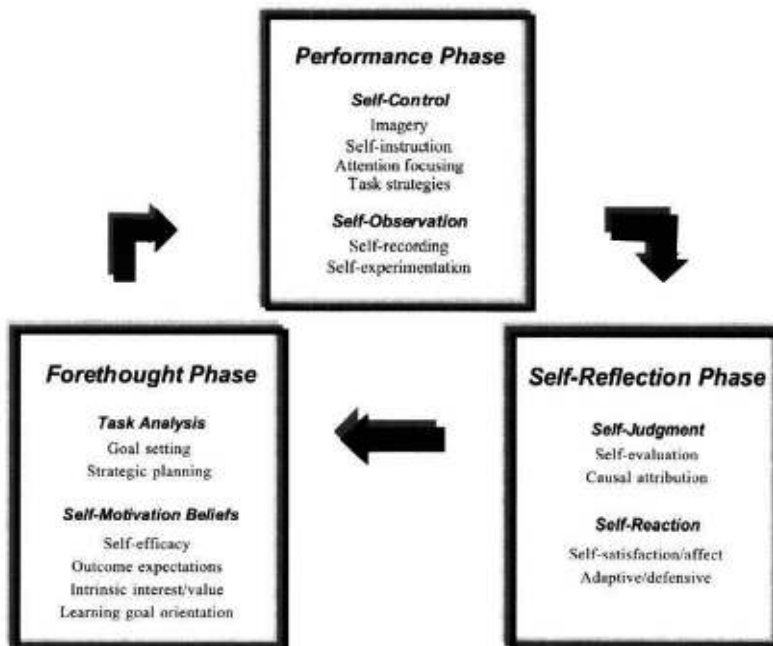 Performance Phase
Self-Control
Imagery
Self-instruction
Attention focusing
Task strategies
Self-Observation
Self-recording
Self-experimentation
Forethought Phase
Task Analysis
Goal setting
Strategic planning
Self-Motivation Beliefs
Self-efficacy
Outcome expectations
Intrinsic interest/value
Learning goal orientation
Self-Reflection Phase
Self-Judgment
Self-evaluation
Causal attribution
Self-Reaction
Self-satisfaction/affect
Adaptive/defensive